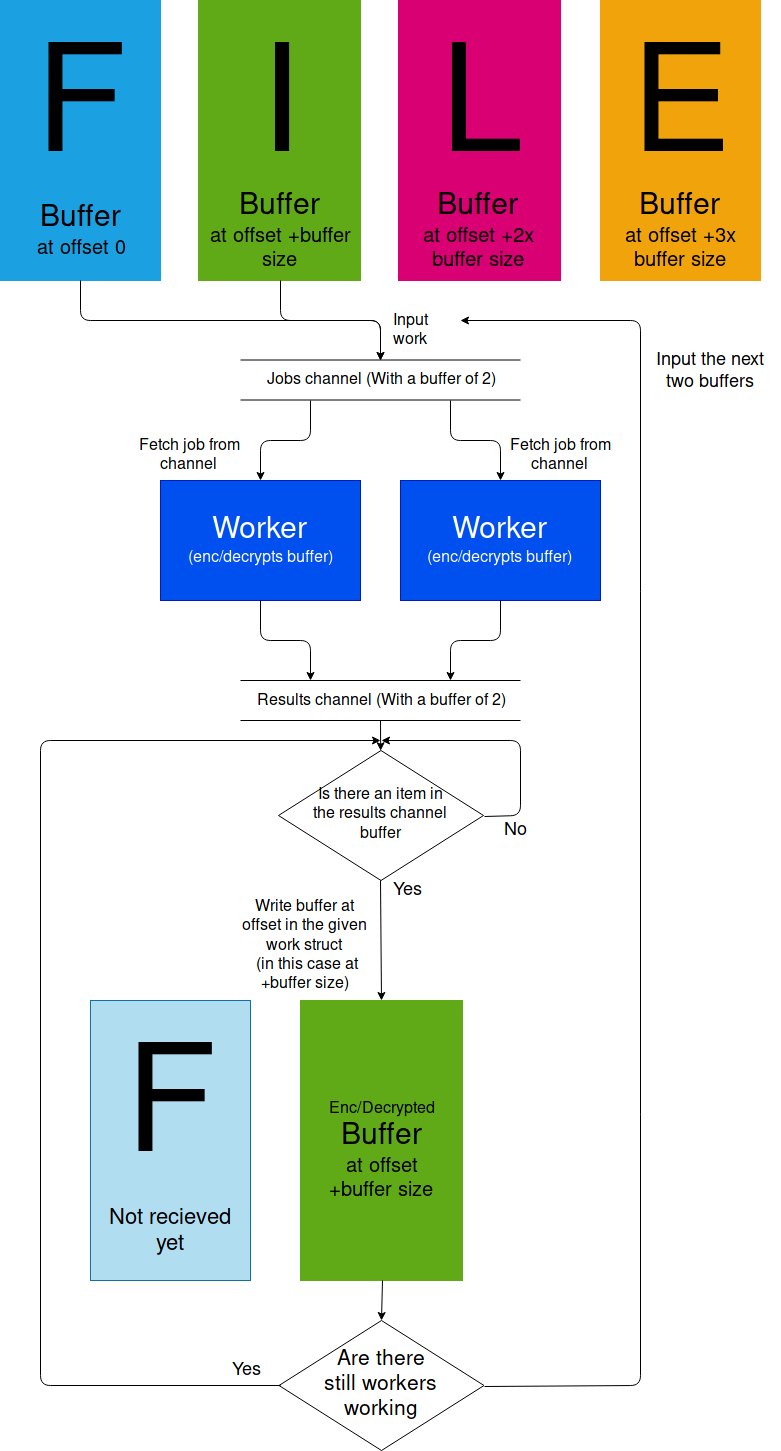 F
Buffer
at offset 0
I
Buffer
at offset +buffer
size
L
Buffer
at offset +2x
buffer size
E
Buffer
at offset +3x
buffer size
Input
work
Input the next
two buffers
Jobs channel (With a buffer of 2)
Fetch job from
channel
Fetch job from
channel
Worker
(enc/decrypts buffer)
Worker
(enc/decrypts buffer)
Results channel (With a buffer of 2)
Is there an item in
the results channel
buffer
No
Yes
Write buffer at
offset in the given
work struct
(in this case at
+buffer size)
F
Not recieved
yet
Enc/Decrypted
Buffer
at offset
+buffer size
Are there
still workers
working
Yes